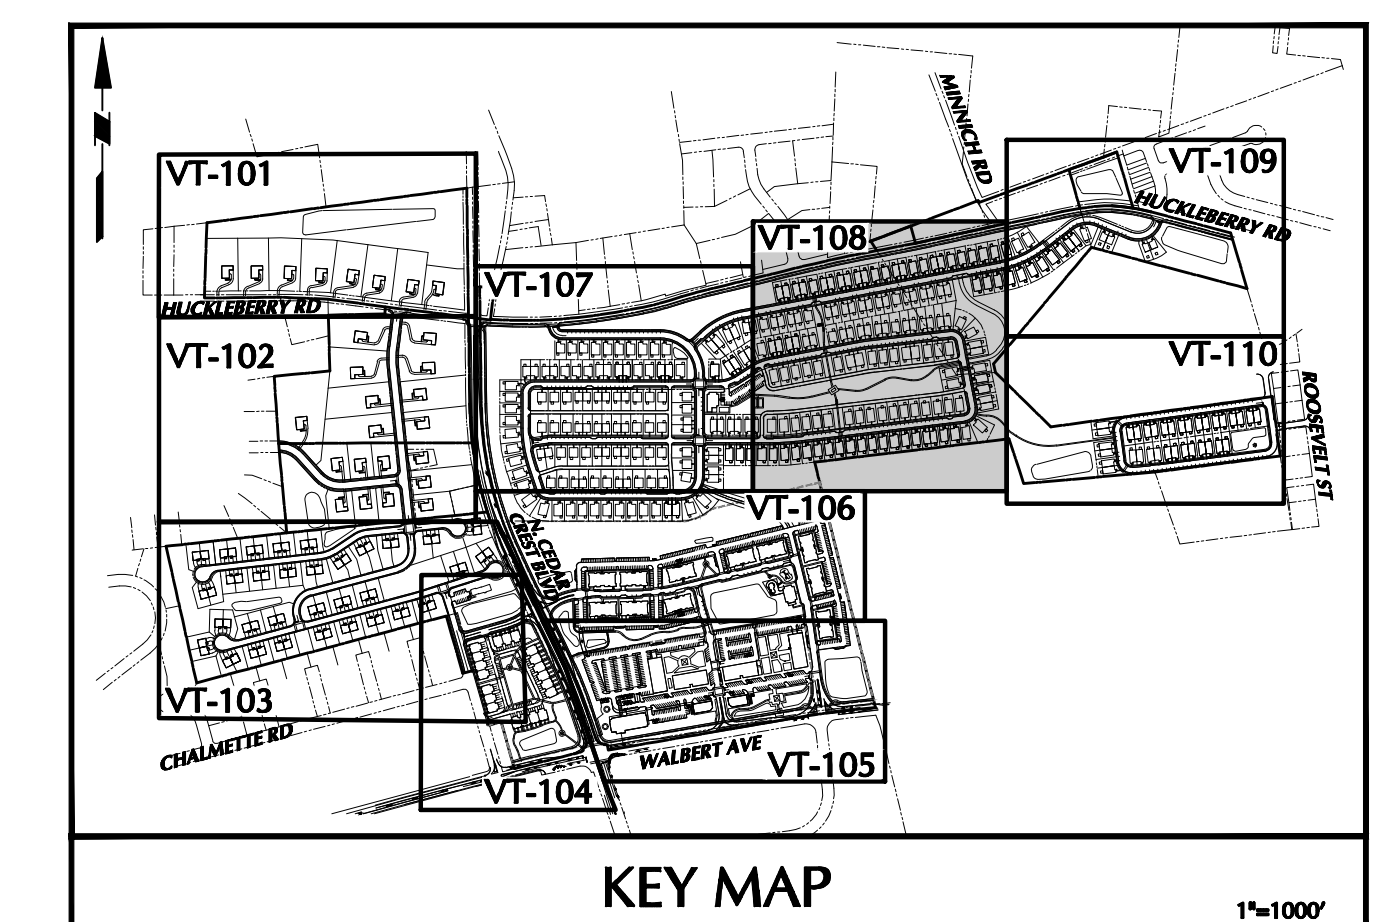 MINNICH RD
VT-101
VT-109
HUCKLEBERRY RD
VT-108
VT-107
HUCKLEBERRY RD
VT-102
VT-110
ROOSEVELT ST
VT-106
N. CEDAR
CREST BLVD
VT-103
CHALMETTE RD
WALBERT AVE
VT-105
VT-104
KEY MAP
1"=1000'